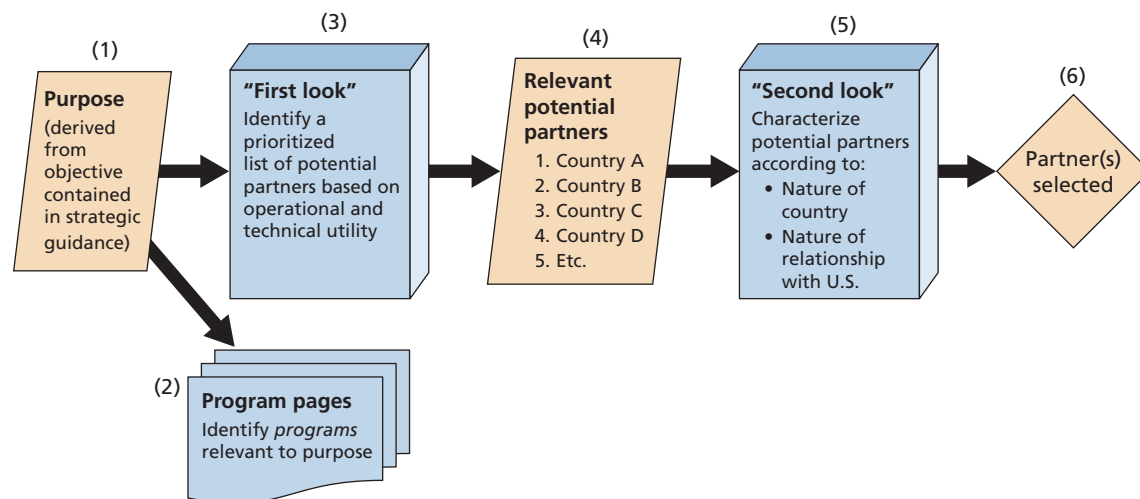 (1)
Purpose
(derived
from
objective
contained
in strategic
guidance)
(2)
Program pages
Identify programs
relevant to purpose
(3)
“First look”
Identify a
prioritized
list of potential
partners based on
operational and
technical utility
(4)
Relevant
potential
partners
1. Country A
2. Country B
3. Country C
4. Country D
5. Etc.
(5)
“Second look”
Characterize
potential partners
according to:
• Nature of
country
• Nature of
relationship
with U.S.
(6)
Partner(s)
selected